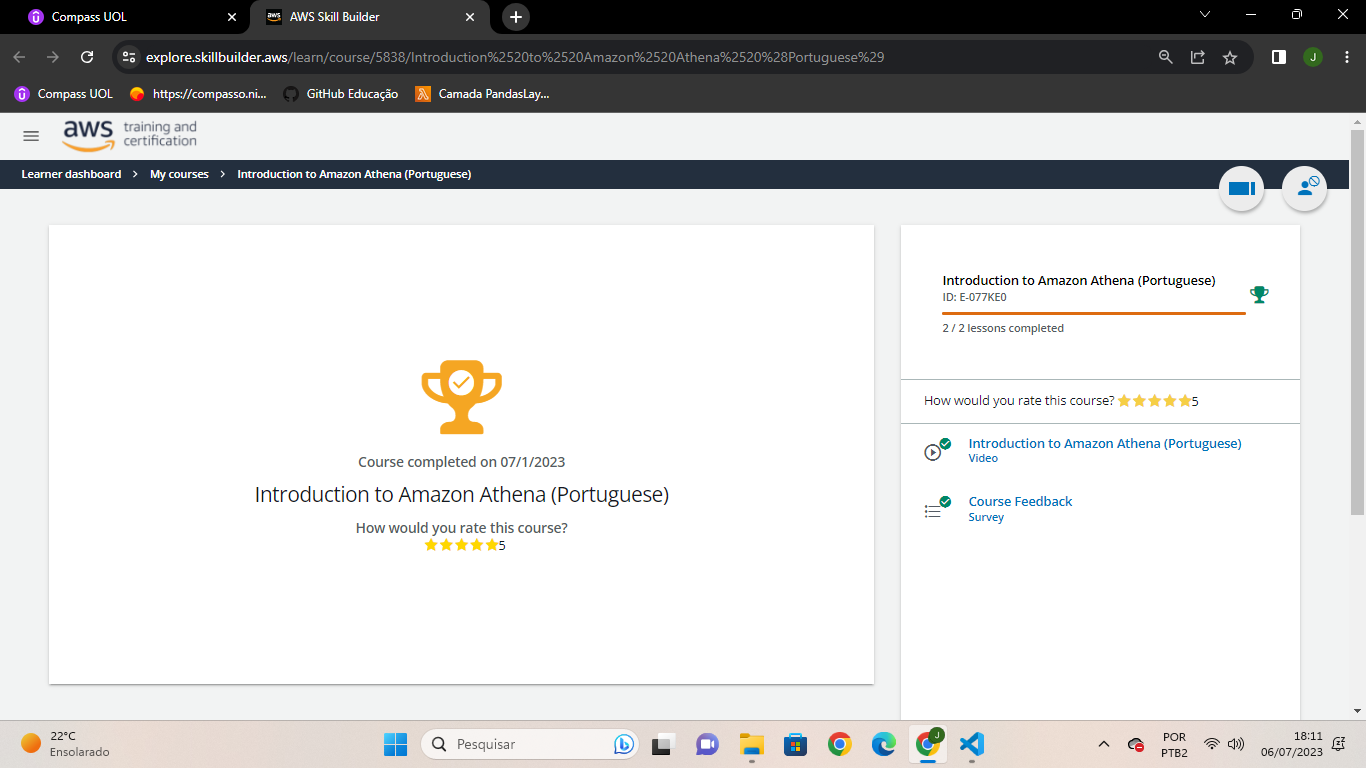 Compass UOL
AWS Skill Builder
explore.skillbuilder.aws/learn/course/5838/Introduction%2520to%2520Amazon%2520Athena%2520%28Portuguese%29
J
Compass UOL
https://compasso.ni...
GitHub Educação
Camada PandasLay...
aws training and certification
Learner dashboard > My courses > Introduction to Amazon Athena (Portuguese)
Course completed on 07/1/2023
Introduction to Amazon Athena (Portuguese)
How would you rate this course?
5
Introduction to Amazon Athena (Portuguese)
ID: E-077KE0
2 / 2 lessons completed
How would you rate this course? 5
Introduction to Amazon Athena (Portuguese)
Video
Course Feedback
Survey
22°C
Ensolarado
Pesquisar
J
POR
PTB2
18:11
06/07/2023